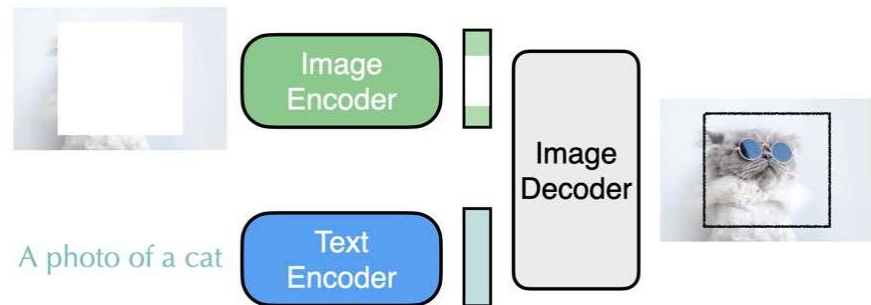 Image
Encoder
Image
Decoder
A photo of a cat
Text
Encoder